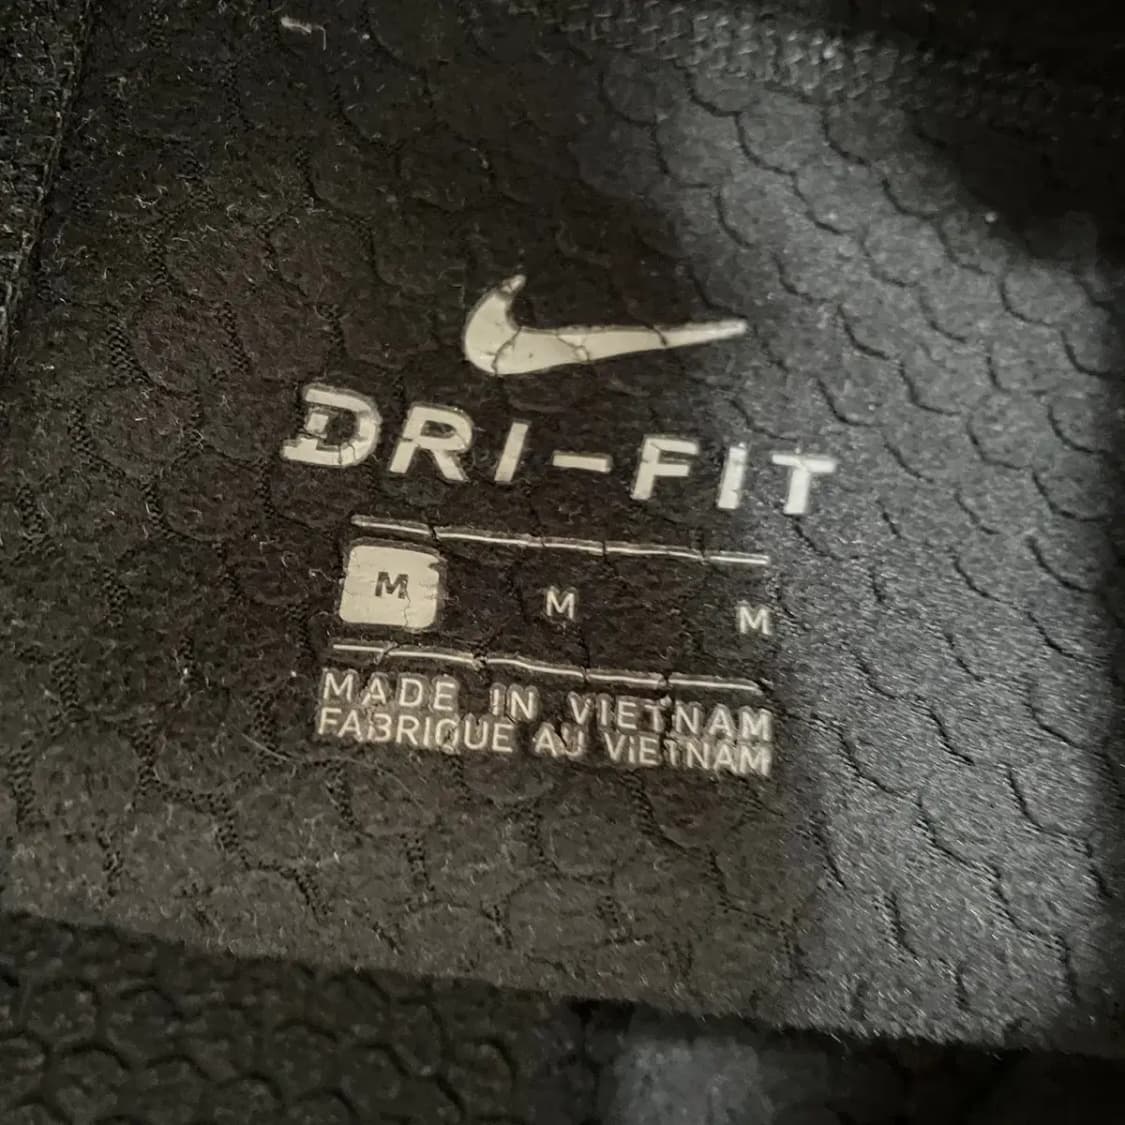 DRI-FIT
M M M
MADE IN VIETNAM
FABRIQUE AU VIETNAM